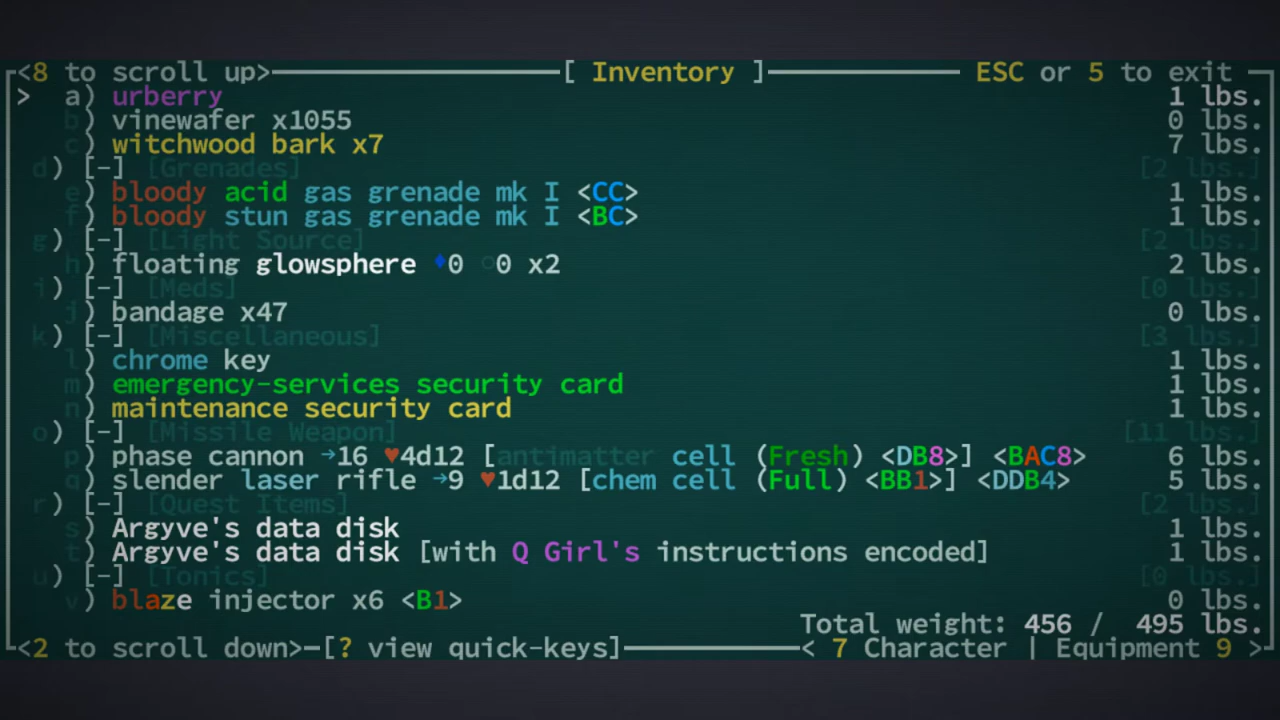 <8 to scroll up> [ Inventory ] ESC or 5 to exit
> a) urberry 1 lbs.
b) vinewafer x1055 0 lbs.
c) witchwood bark x7 7 lbs.
d) [-] [Grenades] [2 lbs.]
e) bloody acid gas grenade mk I <CC> 1 lbs.
f) bloody stun gas grenade mk I <BC> 1 lbs.
g) [-] [Light Source] [2 lbs.]
h) floating glowsphere ♦0 ○0 x2 2 lbs.
i) [-] [Meds] [0 lbs.]
j) bandage x47 0 lbs.
k) [-] [Miscellaneous] [3 lbs.]
l) chrome key 1 lbs.
m) emergency-services security card 1 lbs.
n) maintenance security card 1 lbs.
o) [-] [Missile Weapon] [11 lbs.]
p) phase cannon →16 ♥4d12 [antimatter cell (Fresh) <DB8>] <BAC8> 6 lbs.
q) slender laser rifle →9 ♥1d12 [chem cell (Full) <BB1>] <DDB4> 5 lbs.
r) [-] [Quest Items] [2 lbs.]
s) Argyve's data disk 1 lbs.
t) Argyve's data disk [with Q Girl's instructions encoded] 1 lbs.
u) [-] [Tonics] [0 lbs.]
v) blaze injector x6 <B1> 0 lbs.
Total weight: 456 / 495 lbs.
<2 to scroll down> [? view quick-keys] < 7 Character | Equipment 9 >